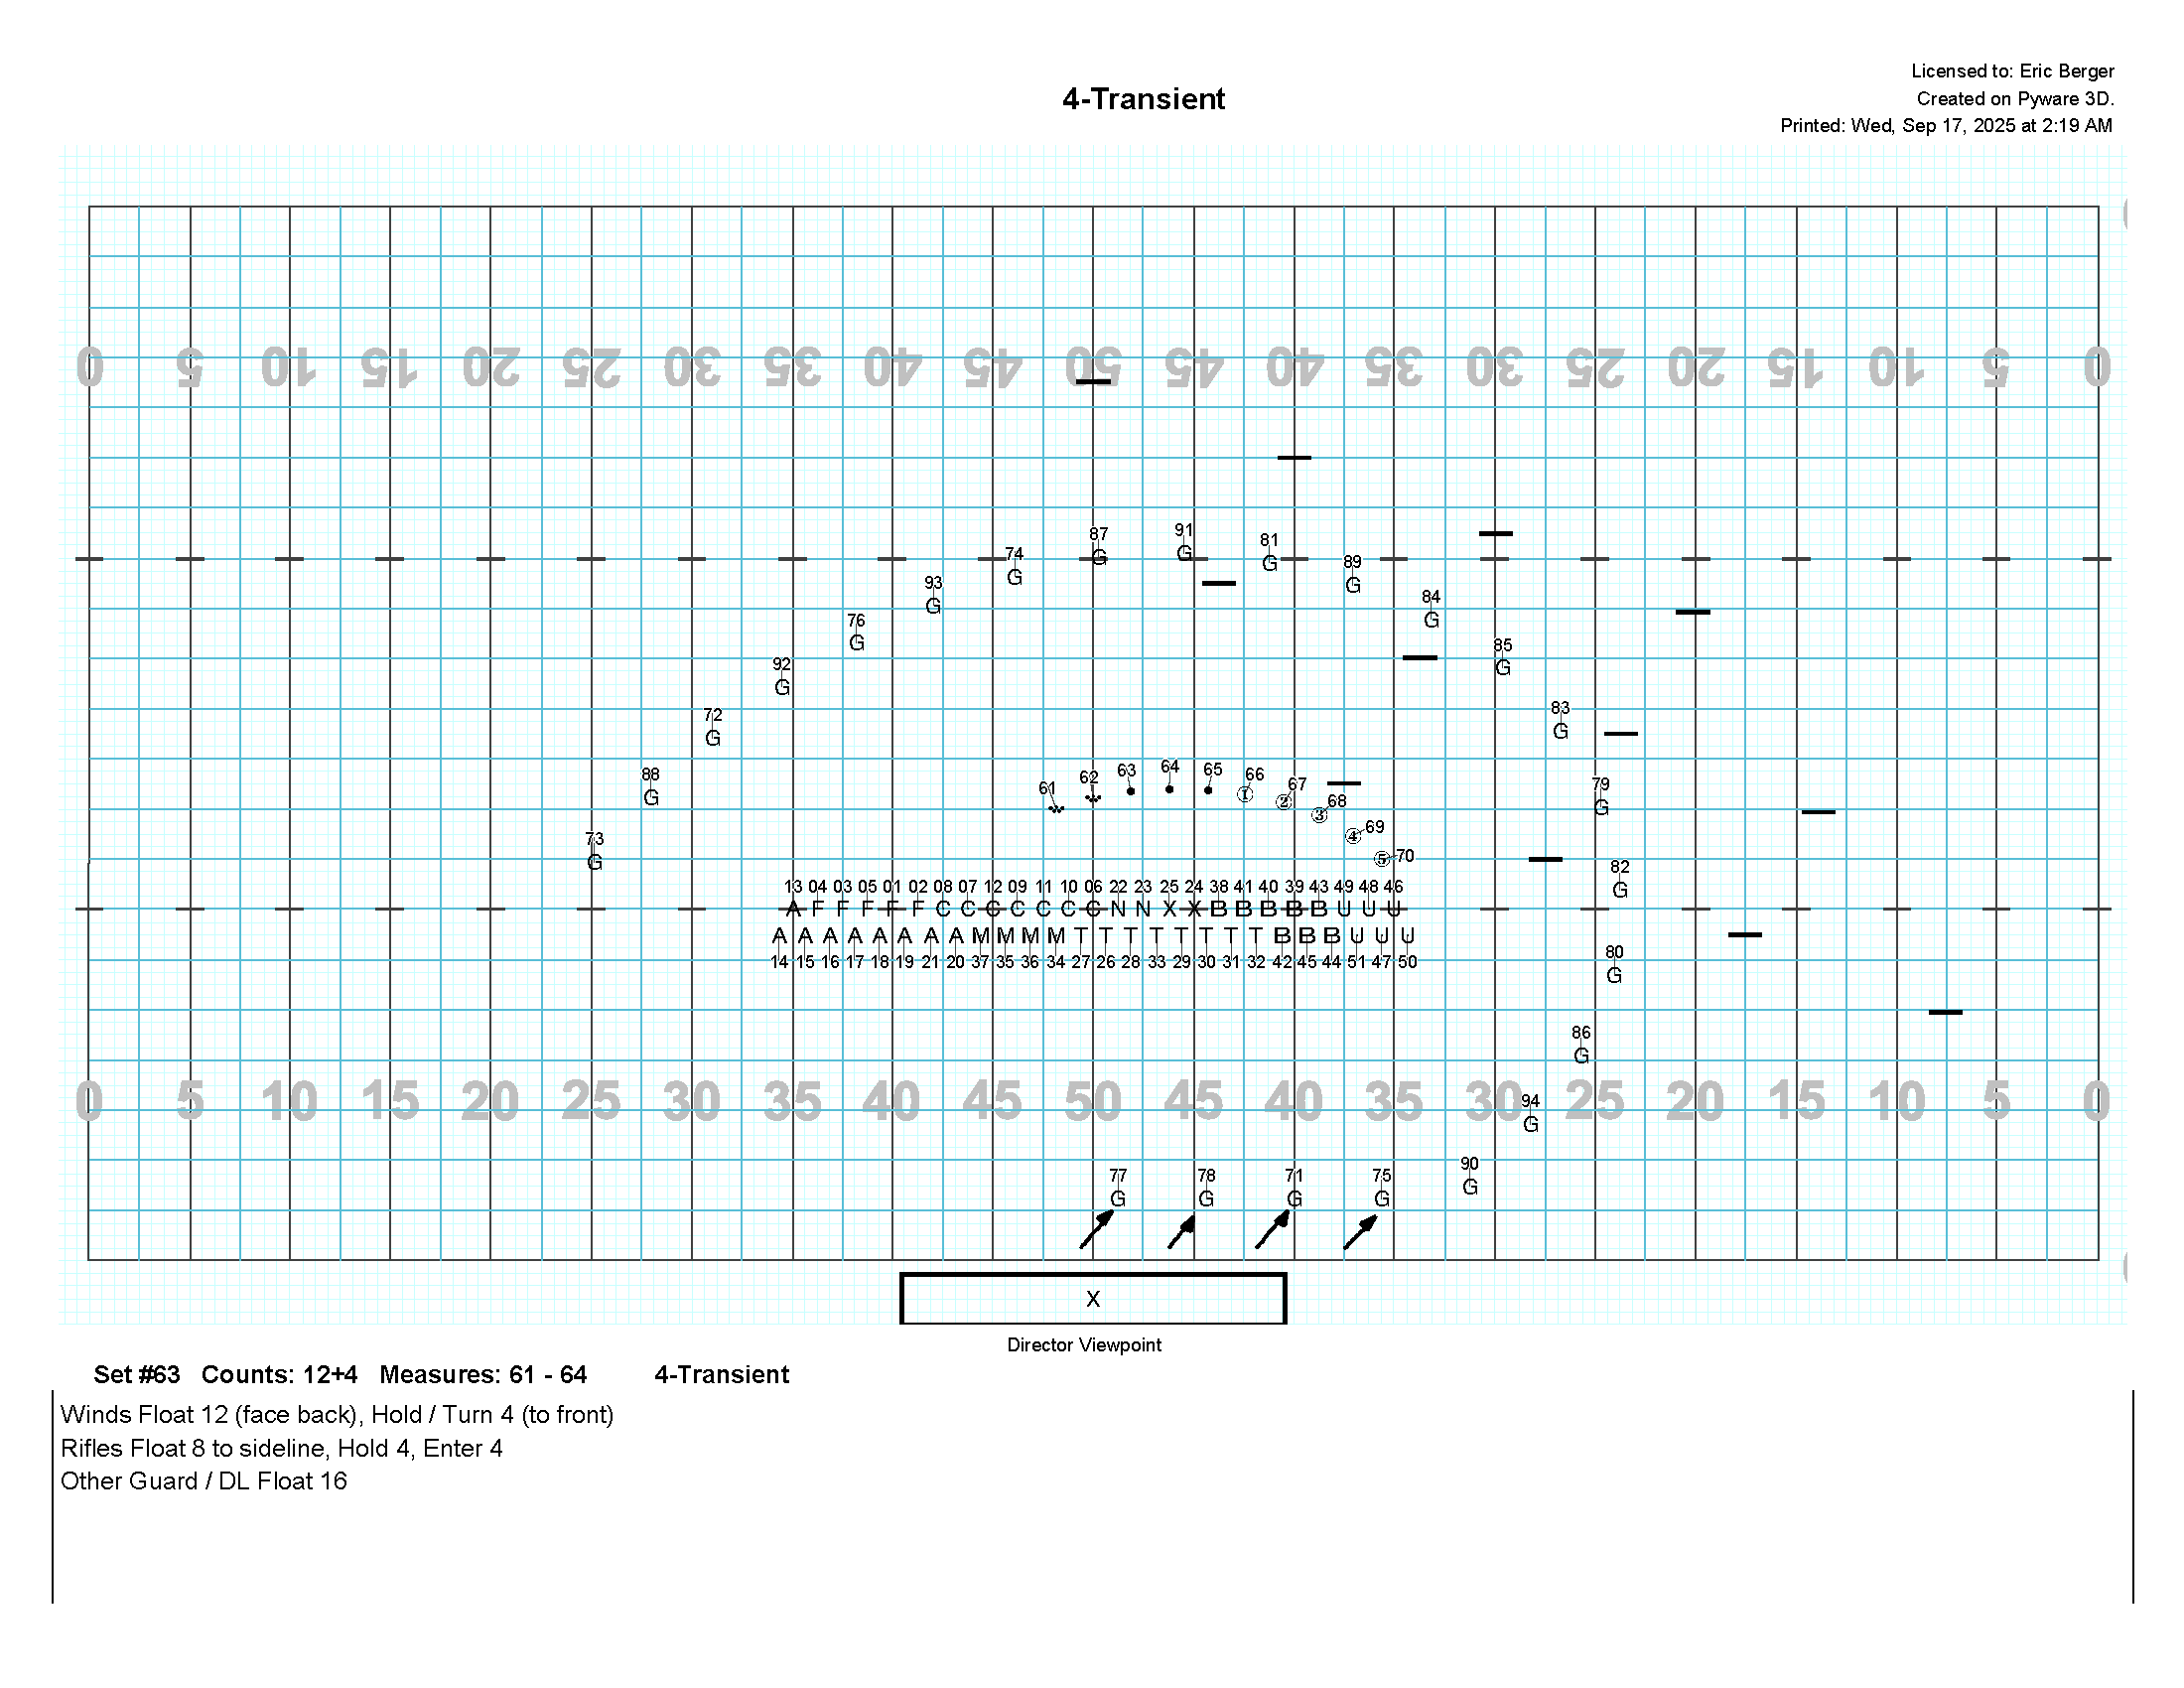 Licensed to: Eric Berger
4-Transient
Created on Pyware 3D.
Printed: Wed, Sep 17, 2025 at 2:19 AM
0 5 10 15 20 25 30 35 40 45 50 45 40 35 30 25 20 15 10 5 0
87 91 81
74 89
G G G
93 G G 84
76 G G
G 85
92 G
G 83
72 G
G
88 62 63 64 65 66 67 79
G 61 1 2 68 G
3 69
73 4 70 82
G 5 G
13 04 03 05 01 02 08 07 12 09 11 10 06 22 23 25 24 38 41 40 39 43 49 48 46
A F F F F F C C C C C C C N N X X B B B B B U U U
A A A A A A A A M M M M T T T T T T T T B B B U U U
14 15 16 17 18 19 21 20 37 35 36 34 27 26 28 33 29 30 31 32 42 45 44 51 47 50
80
G
86
G
0 5 10 15 20 25 30 35 40 45 50 45 40 35 30 25 20 15 10 5 0
94
G
77 78 71 75 90
G G G G G
X
Director Viewpoint
Set #63 Counts: 12+4 Measures: 61 - 64 4-Transient
Winds Float 12 (face back), Hold / Turn 4 (to front)
Rifles Float 8 to sideline, Hold 4, Enter 4
Other Guard / DL Float 16